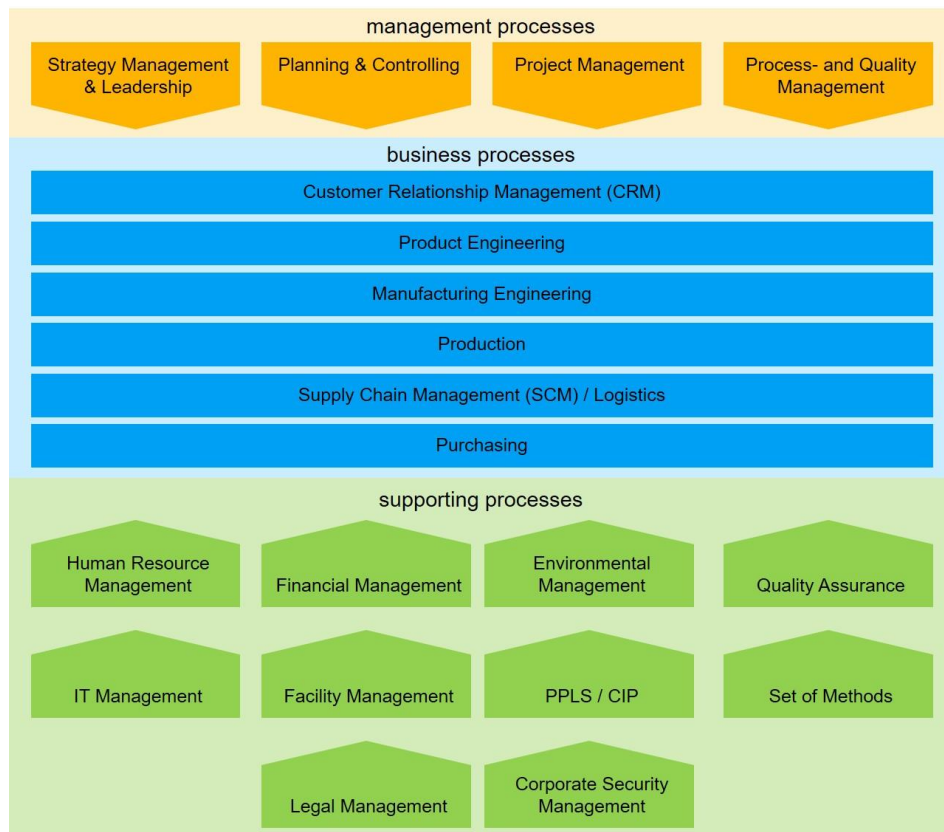 management processes
Strategy Management
& Leadership
Planning & Controlling
Project Management
Process- and Quality
Management
business processes
Customer Relationship Management (CRM)
Product Engineering
Manufacturing Engineering
Production
Supply Chain Management (SCM) / Logistics
Purchasing
supporting processes
Human Resource
Management
Financial Management
Environmental
Management
Quality Assurance
IT Management
Facility Management
PPLS / CIP
Set of Methods
Legal Management
Corporate Security
Management